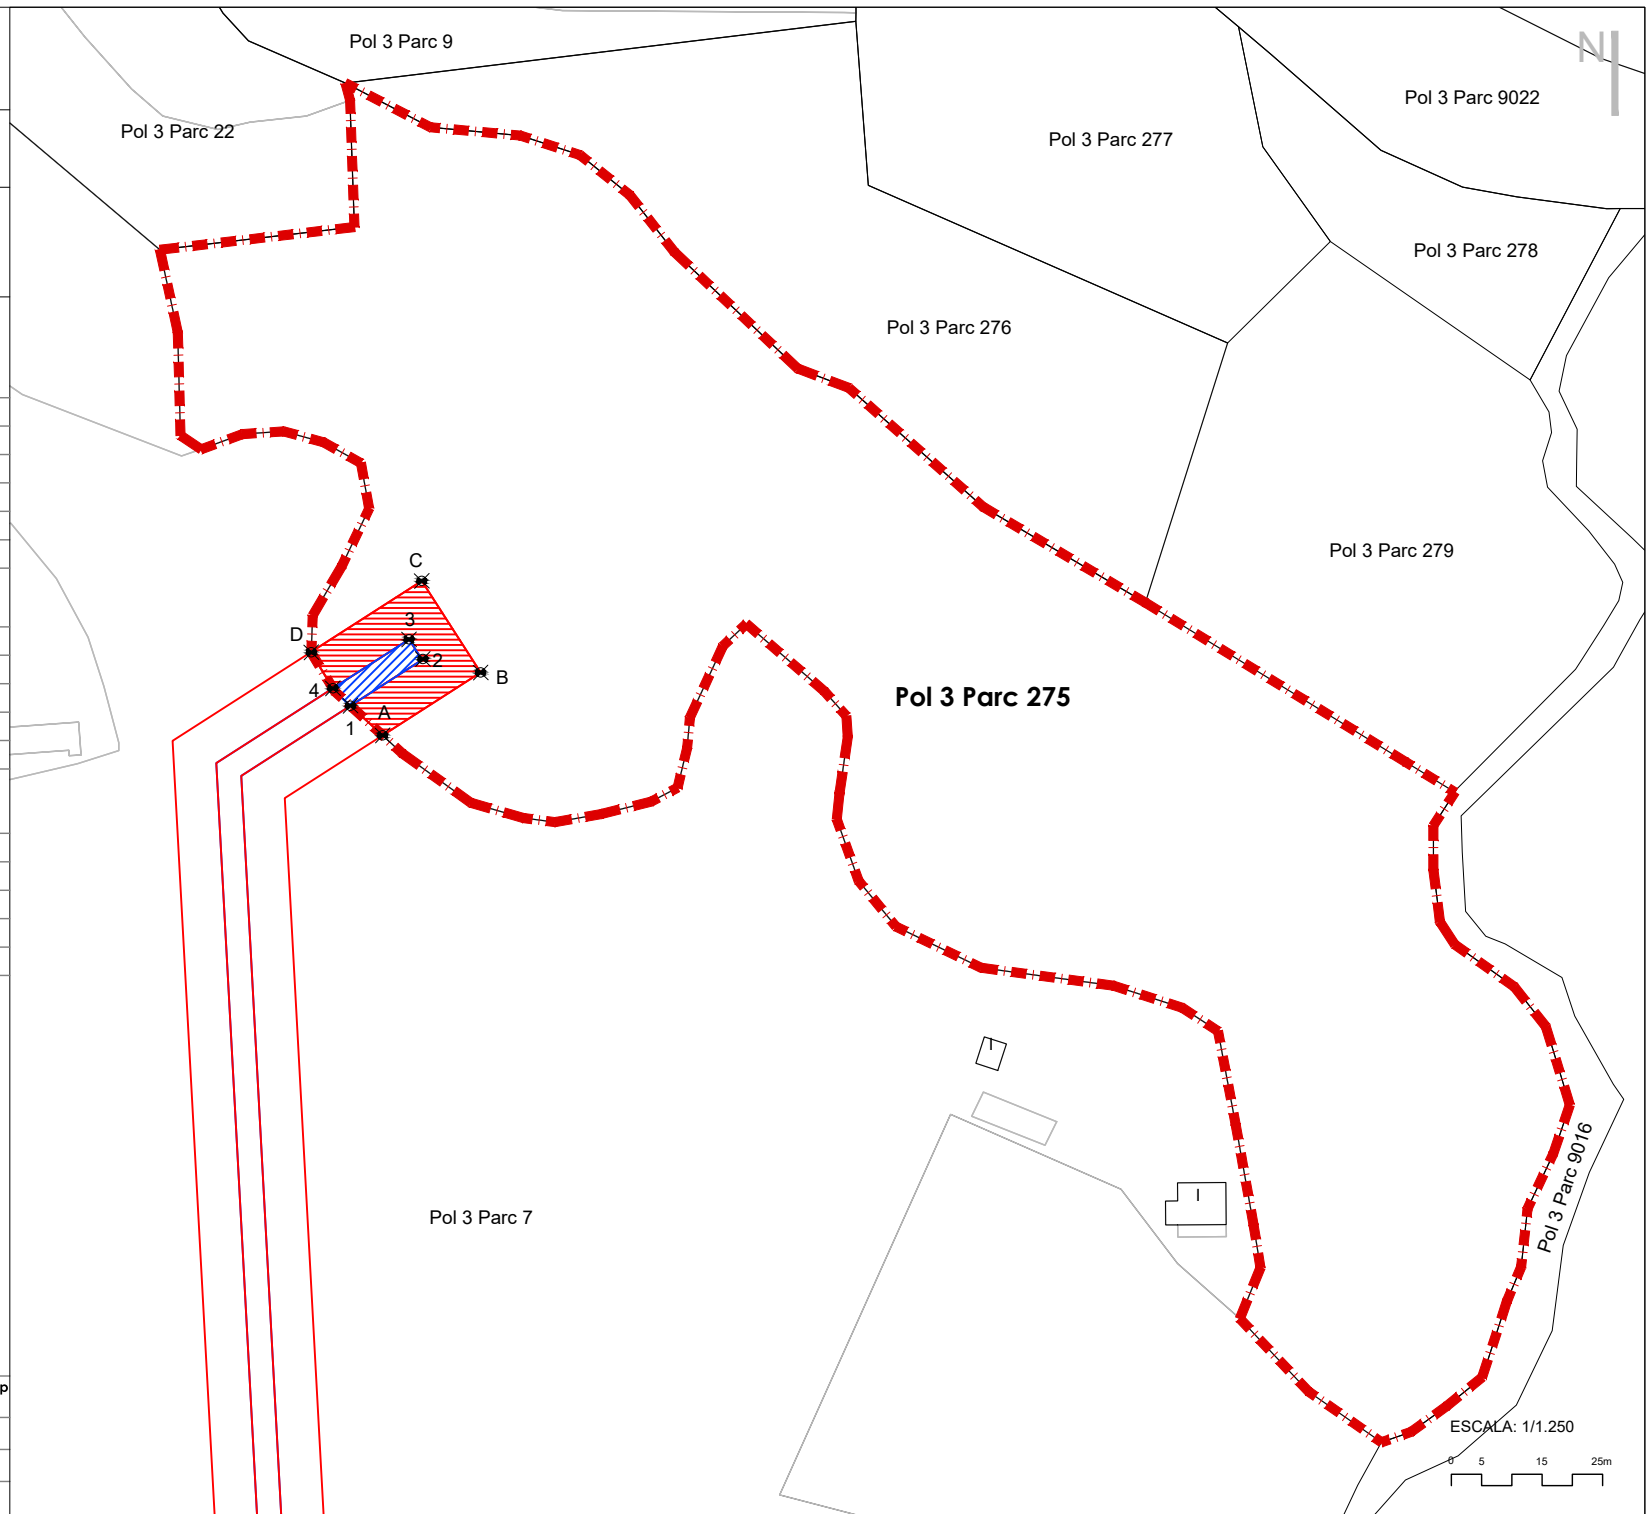 Pol 3 Parc 9
N
Pol 3 Parc 9022
Pol 3 Parc 22
Pol 3 Parc 277
Pol 3 Parc 278
Pol 3 Parc 276
Pol 3 Parc 279
C
3
D
2
B
4
A
1
Pol 3 Parc 275
I
Pol 3 Parc 9016
I
Pol 3 Parc 7
p
ESCALA: 1/1.250
0 5 15 25m